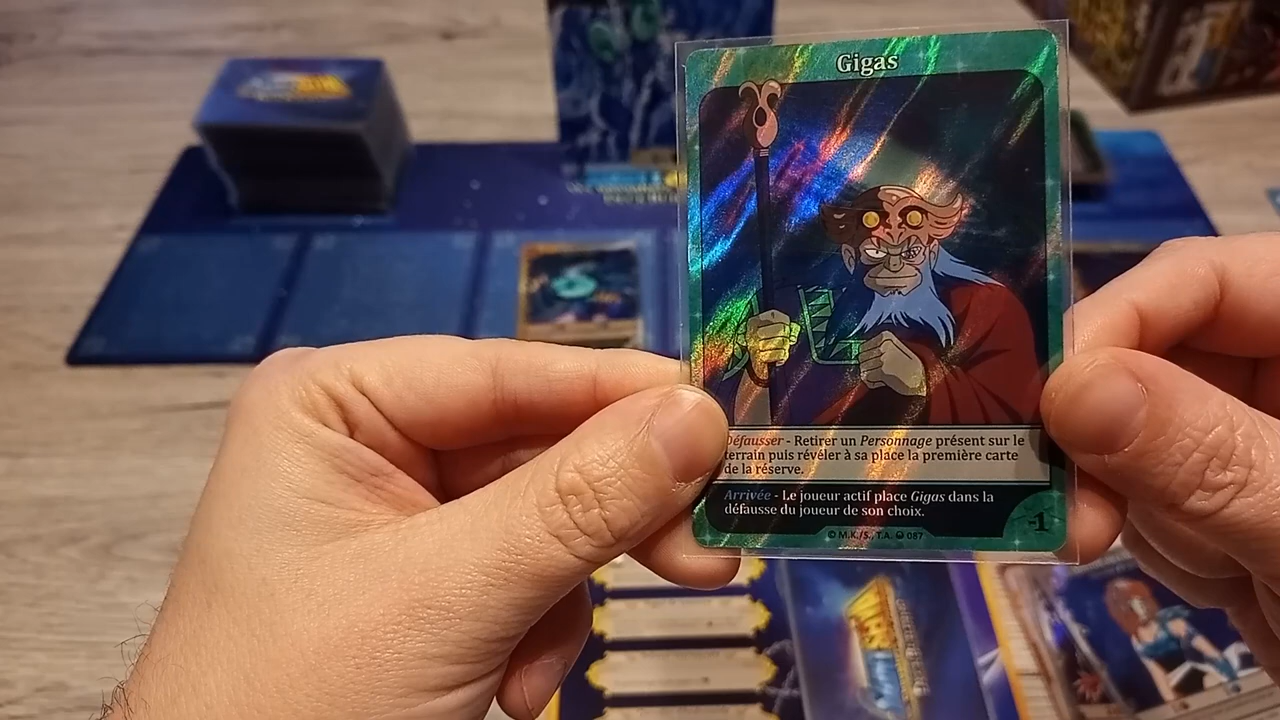 Gigas
Défausser - Retirer un Personnage présent sur le
terrain puis révéler à sa place la première carte
de la réserve.
Arrivée - Le joueur actif place Gigas dans la
défausse du joueur de son choix.
-1
© M.K./S., T.A. 087